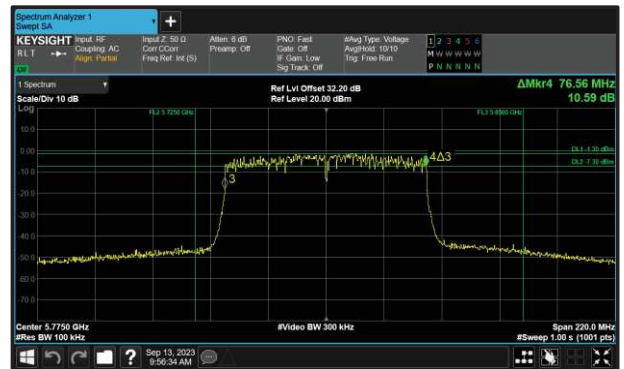 Spectrum Analyzer 1
Swept SA
KEYSIGHT
RLT
Input: RF
Coupling: AC
Align: Partial
Input Z: 50 Ω
Corr CCorr
Freq Ref: Int (S)
Atten: 6 dB
Preamp: Off
PNO: Fast
Gate: Off
IF Gain: Low
Sig Track: Off
#Avg Type: Voltage
Avg|Hold: 10/10
Trig: Free Run
1 2 3 4 5 6
M W W W W W
P N N N N N
1 Spectrum
Scale/Div 10 dB
Ref Lvl Offset 32.20 dB
Ref Level 20.00 dBm
ΔMkr4 76.56 MHz
10.59 dB
Log
FL2 5.7250 GHz
FL3 5.8500 GHz
10.0
0.00
DL1 -1.30 dBm
4Δ3
DL2 -7.30 dBm
-10.0
3
-20.0
-30.0
-40.0
-50.0
-60.0
-70.0
Center 5.7750 GHz
#Video BW 300 kHz
Span 220.0 MHz
#Res BW 100 kHz
#Sweep 1.00 s (1001 pts)
?
Sep 13, 2023
9:56:34 AM